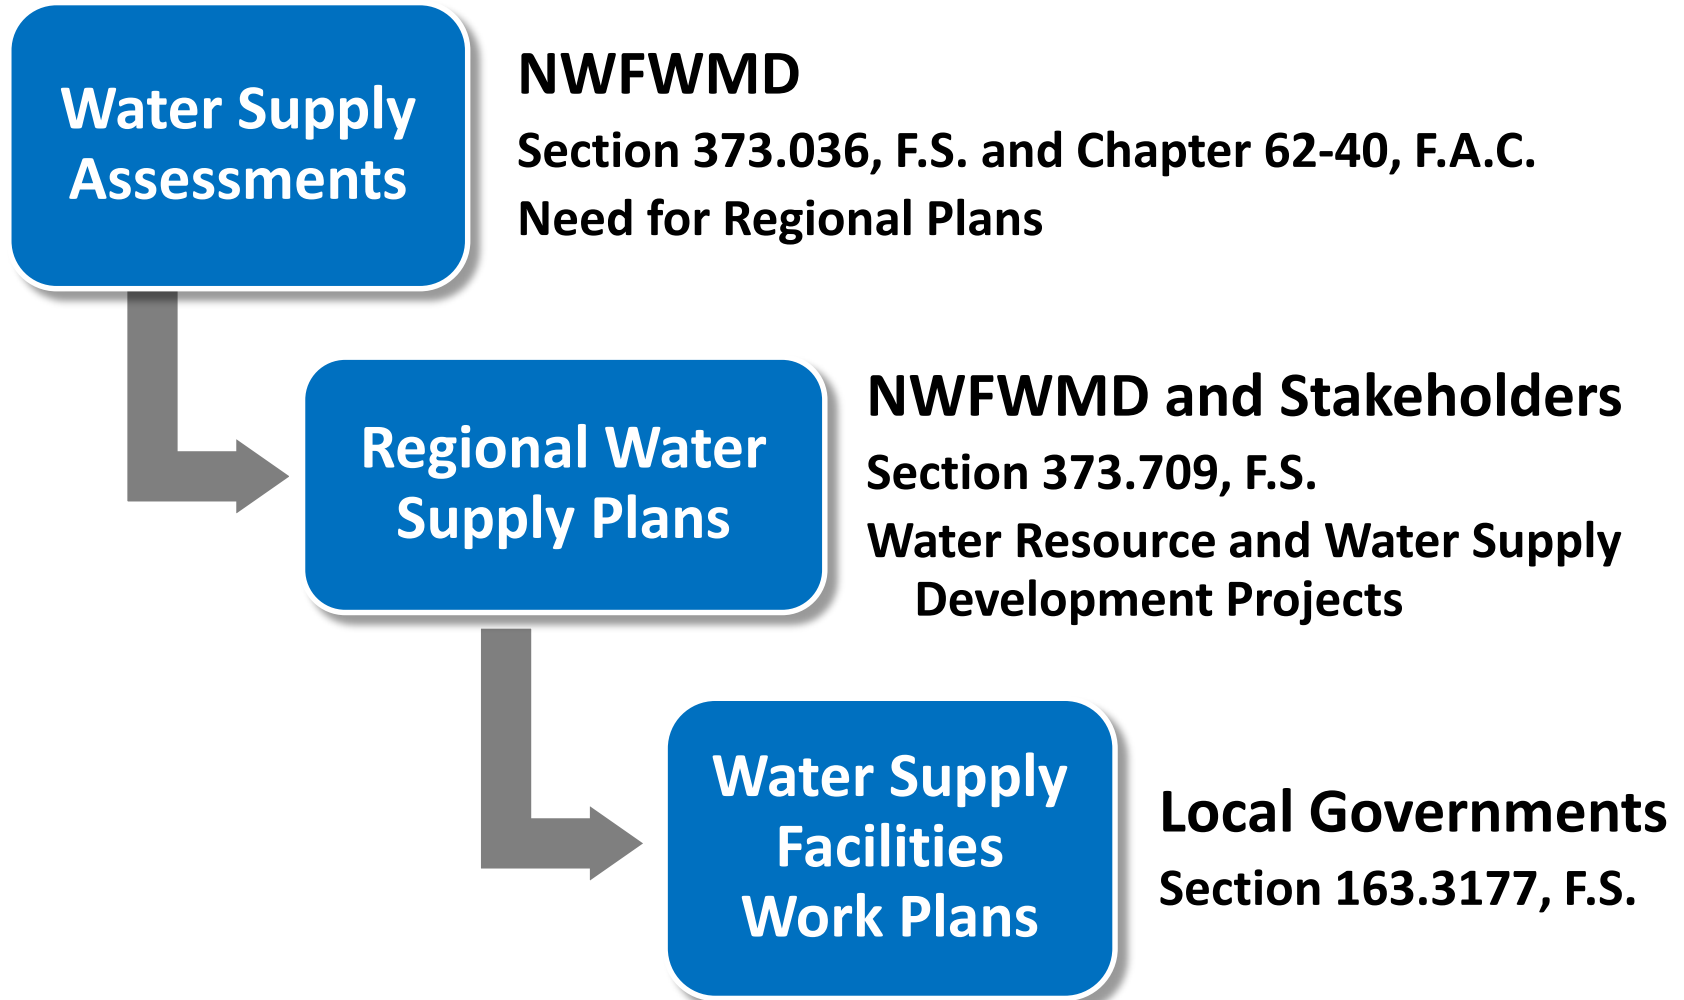 Water Supply
Assessments
NWFWMD
Section 373.036, F.S. and Chapter 62-40, F.A.C.
Need for Regional Plans
Regional Water
Supply Plans
NWFWMD and Stakeholders
Section 373.709, F.S.
Water Resource and Water Supply
Development Projects
Water Supply
Facilities
Work Plans
Local Governments
Section 163.3177, F.S.